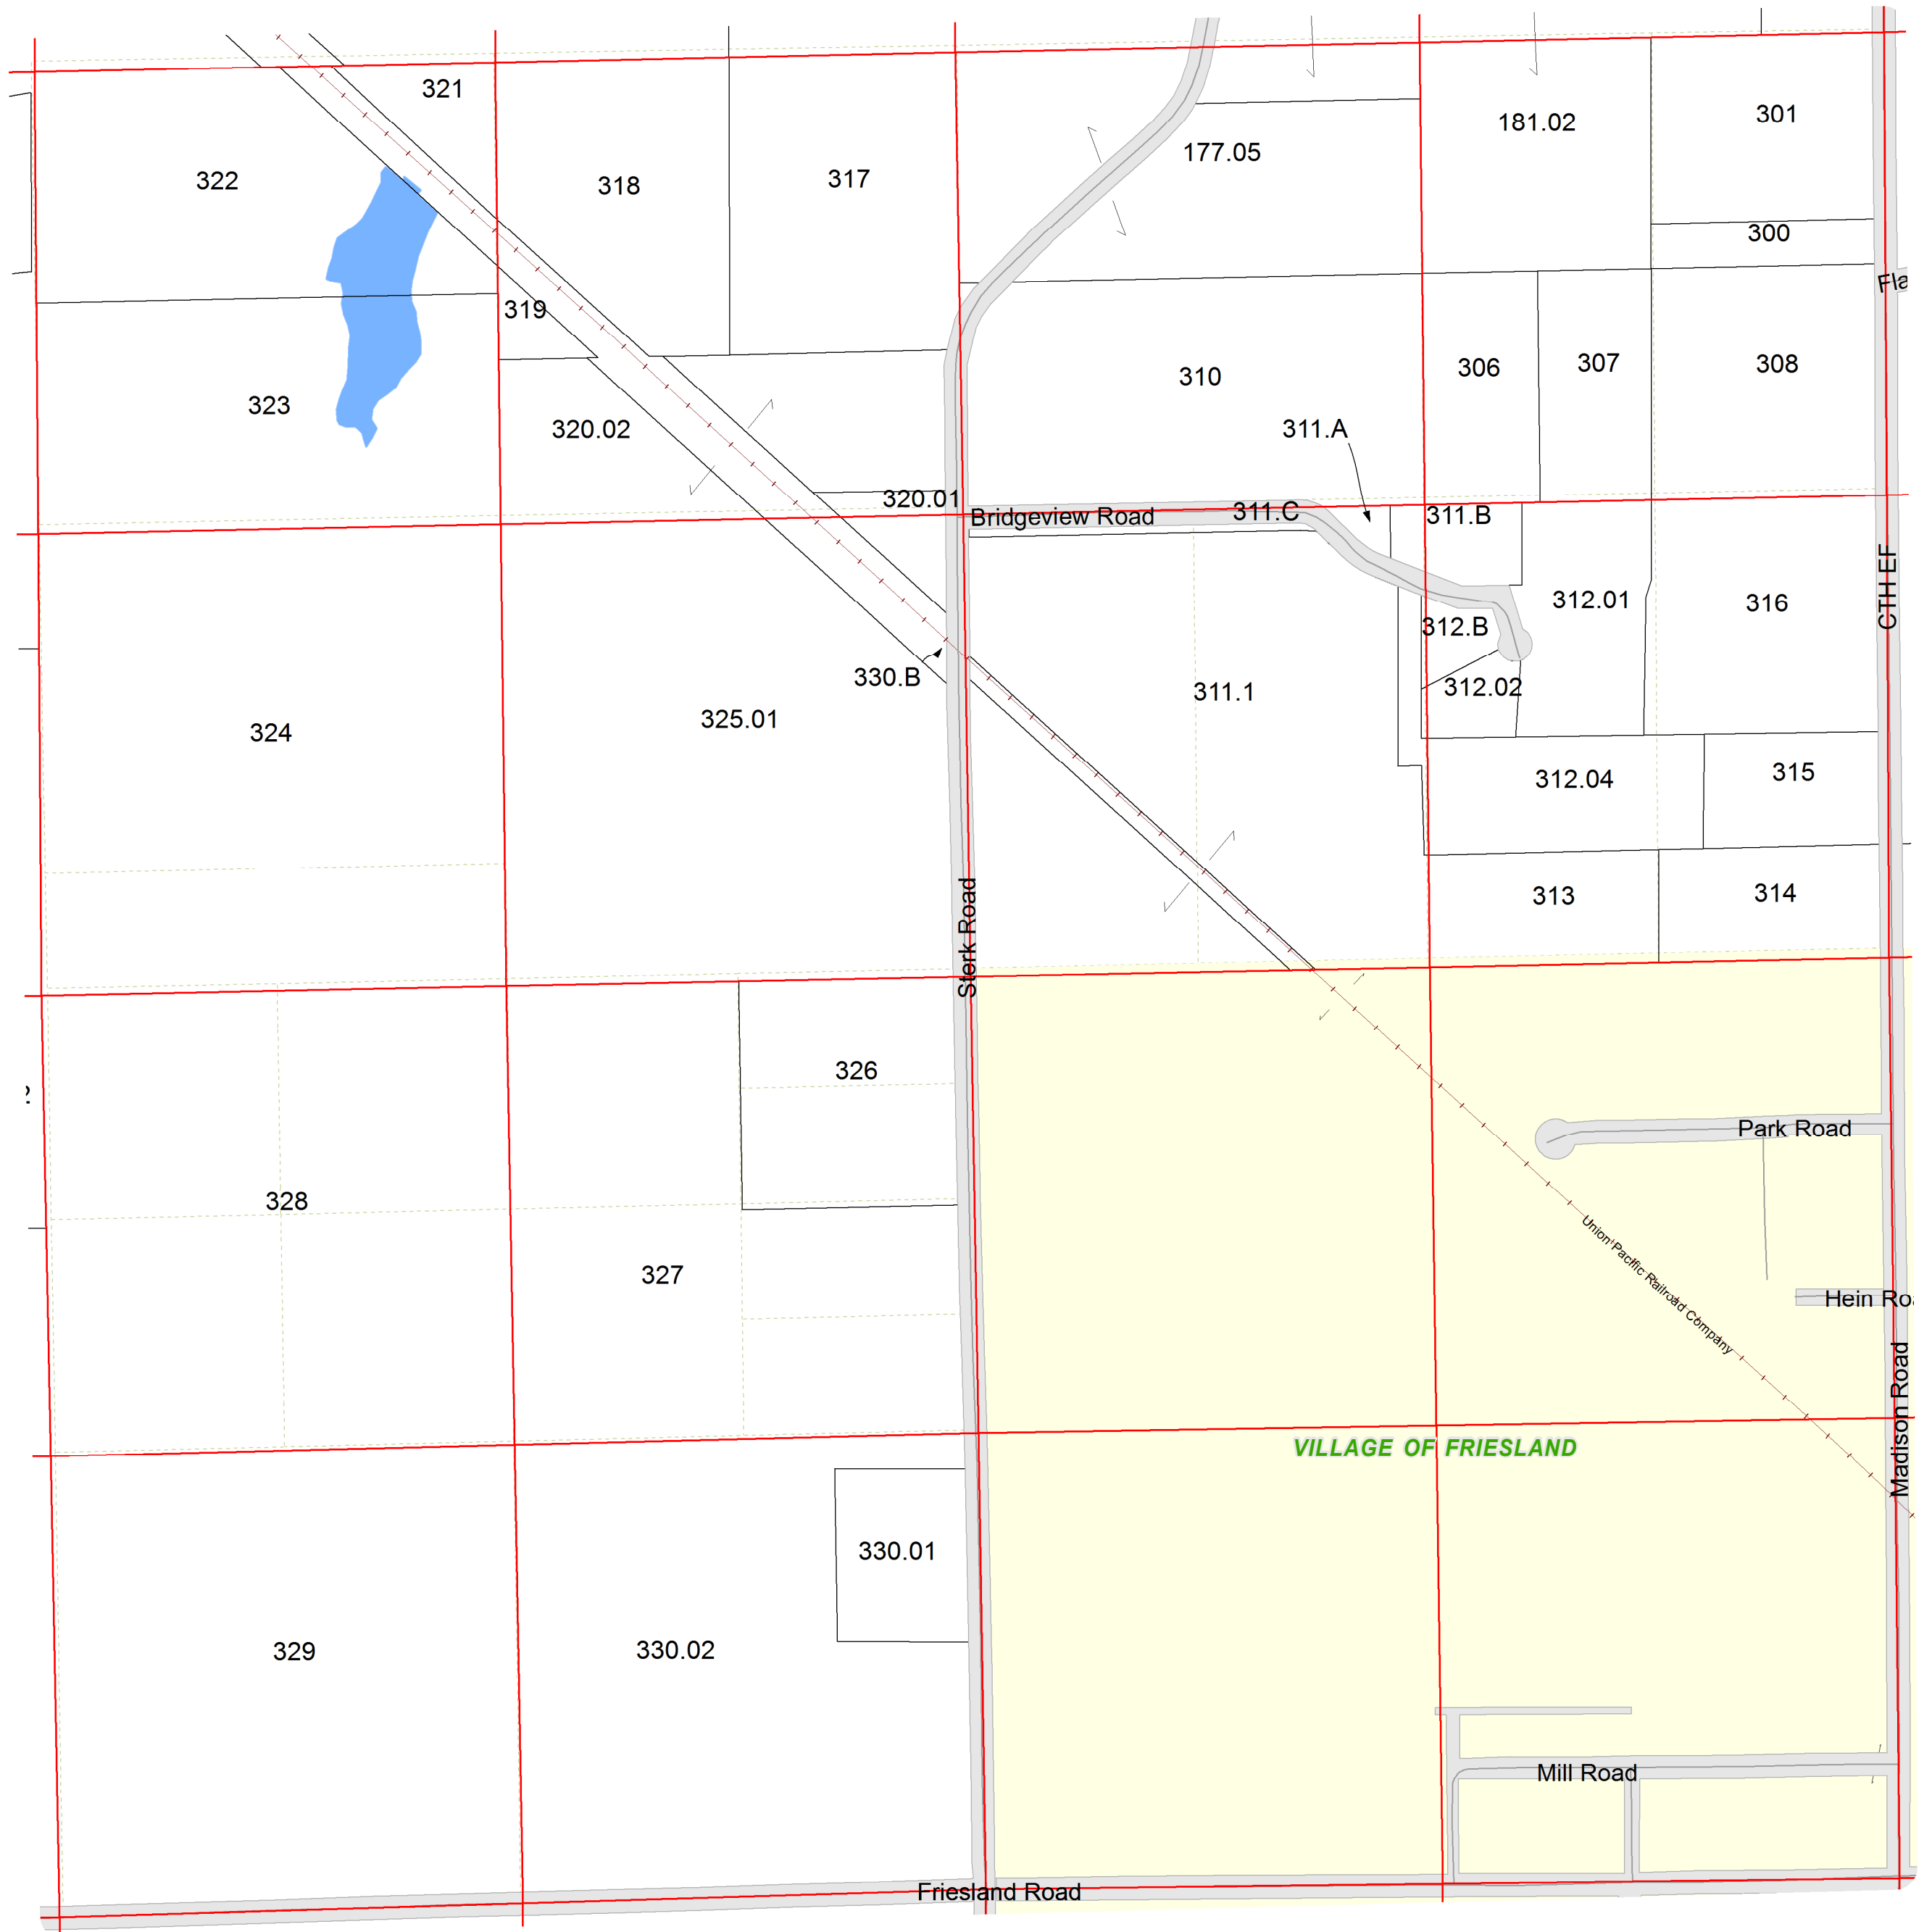 321
301
181.02
177.05
322
318
317
300
Fla
319
308
307
306
310
323
320.02
311.A
320.01
Bridgeview Road
311.C
311.B
CTH EF
312.01
316
312.B
330.B
312.02
311.1
325.01
324
312.04
315
313
314
Sterk Road
326
Park Road
328
327
Union Pacific Railroad Company
Hein Roa
Madison Road
VILLAGE OF FRIESLAND
330.01
329
330.02
Mill Road
Friesland Road